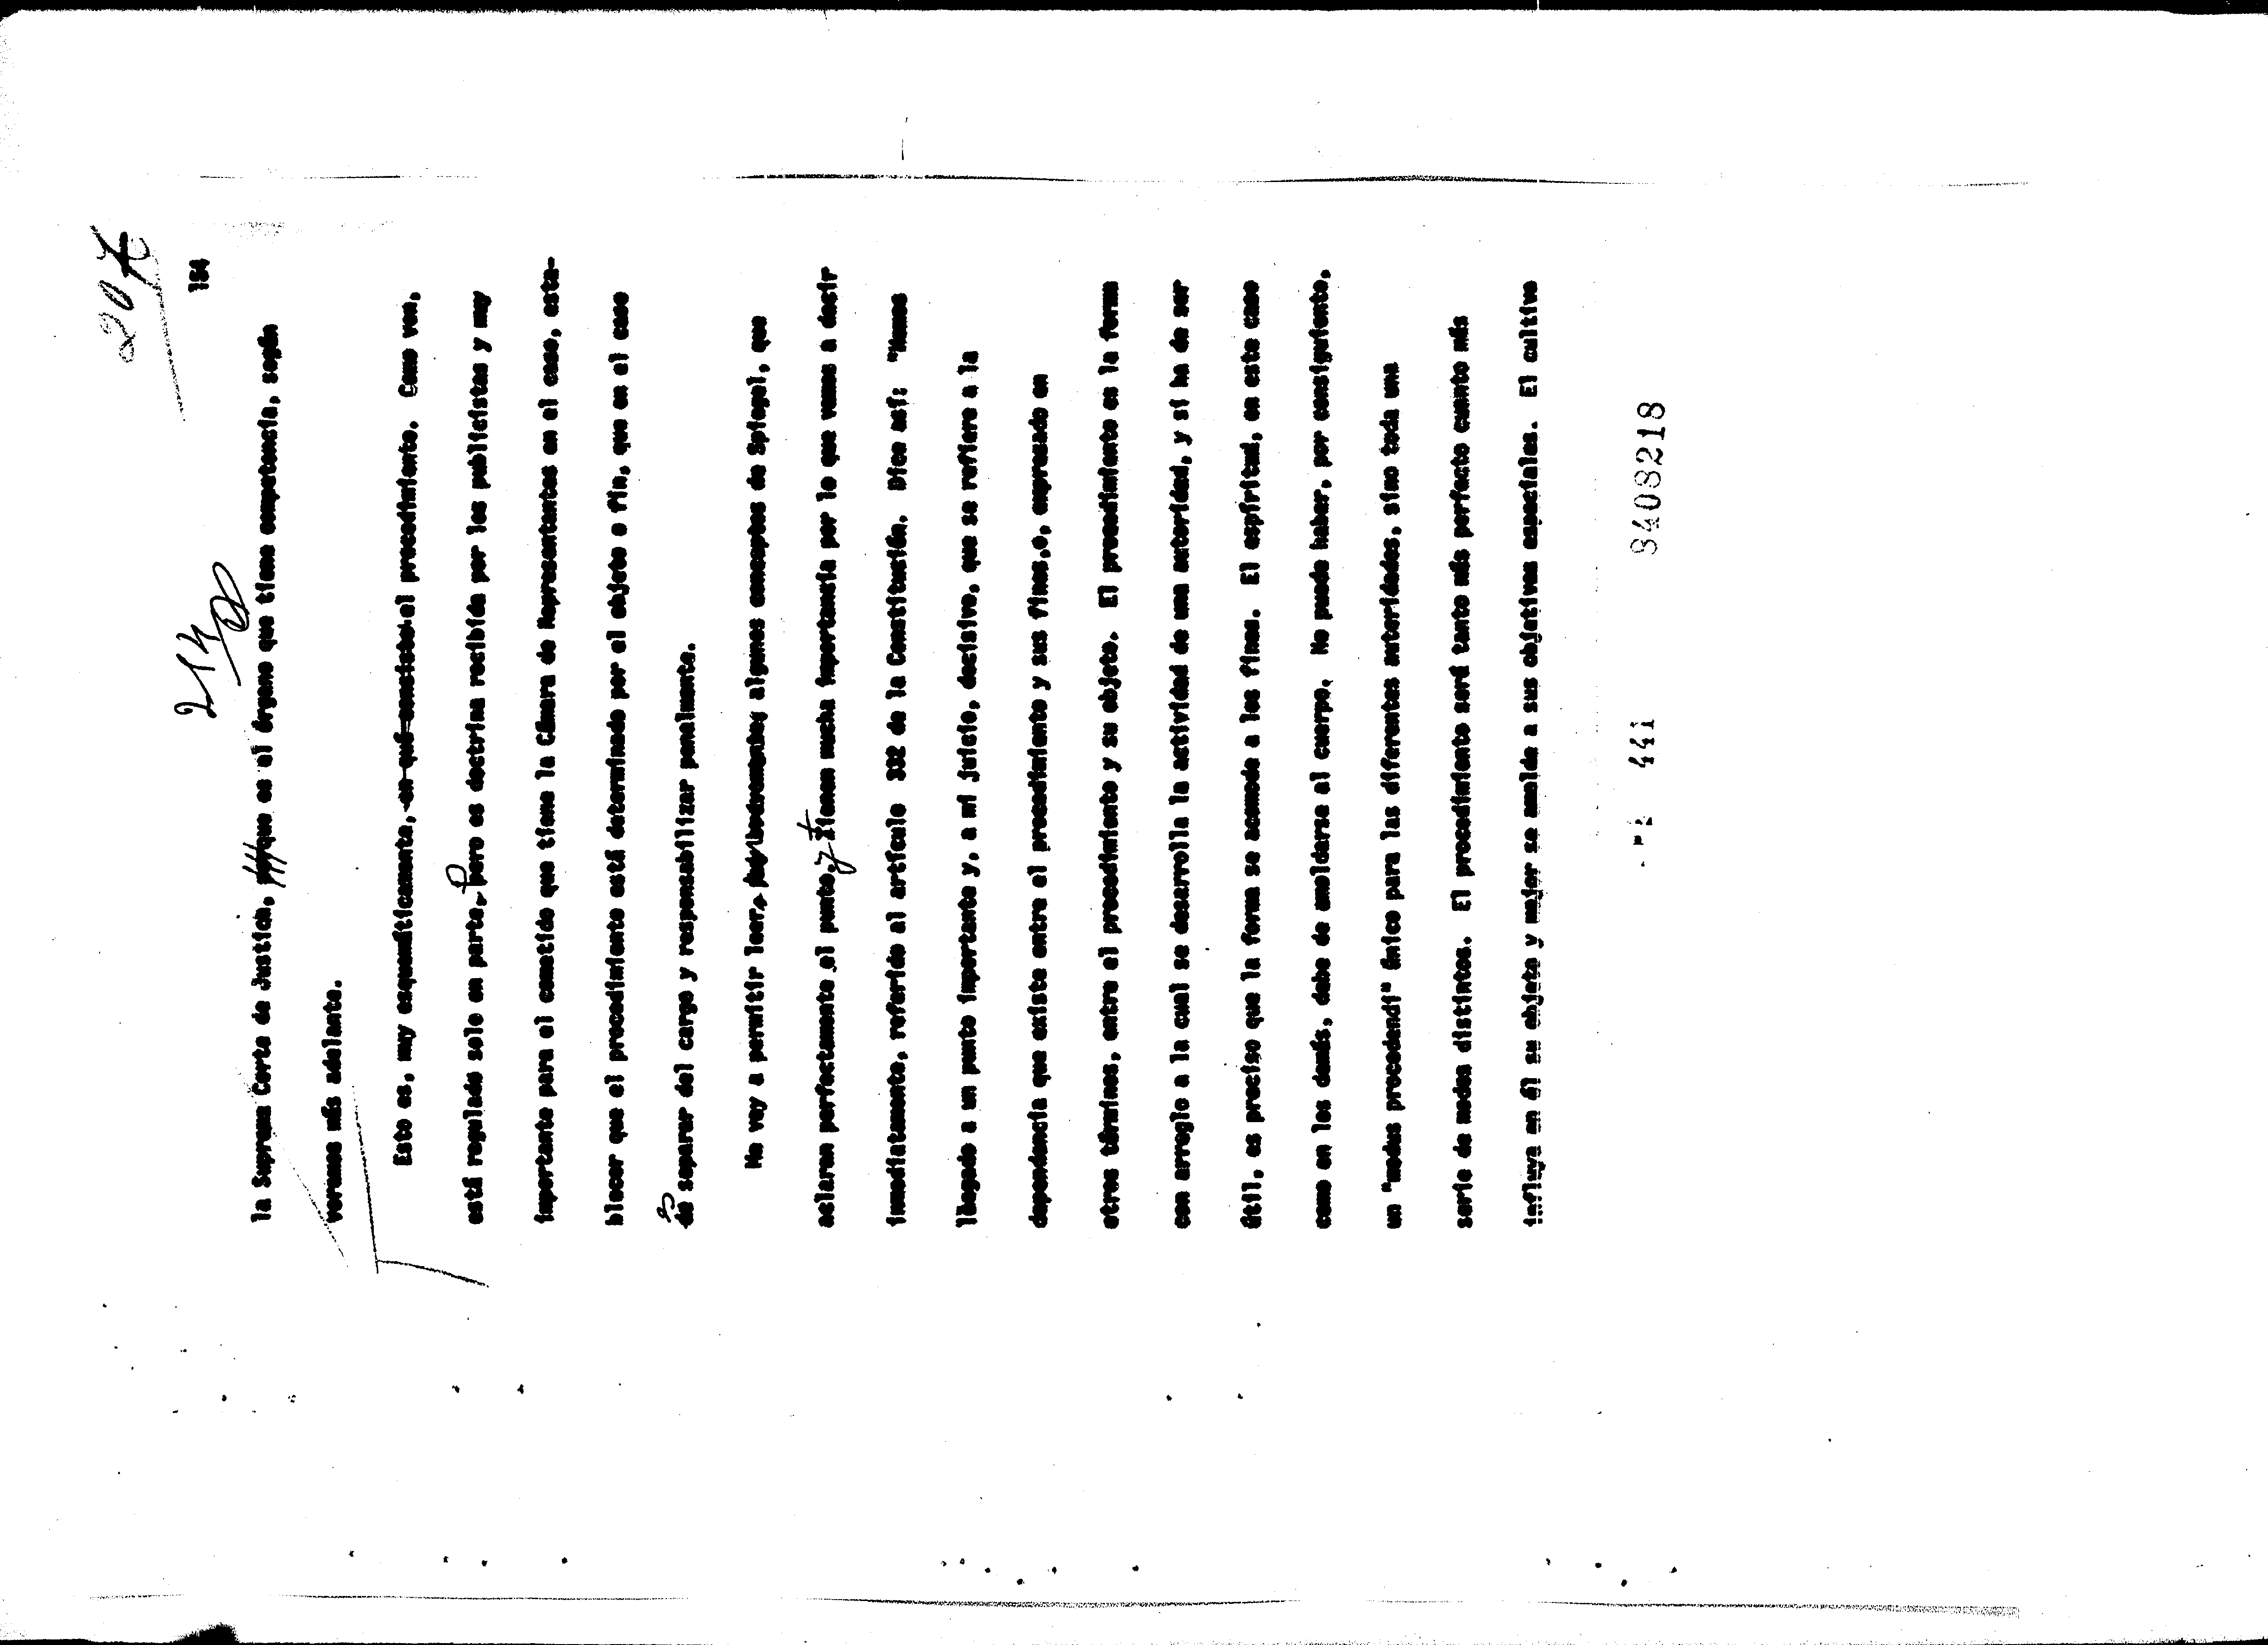 207
184
214
la Suprema Corte de Justicia, que es el órgano que tiene competencia, según
veremos más adelante.
Esto es, muy esquemáticamente, en qué consiste el procedimiento. Como ven,
está regulado solo en parte, Pero es doctrina recibida por los publicistas y muy
importante para el cometido que tiene la Cámara de Representantes en el caso, esta-
blecer que el procedimiento está determinado por el objeto o fin, que en el caso
es separar del cargo y responsabilizar penalmente.
Me voy a permitir leer, algunos conceptos de Spiegel, que
aclaran perfectamente el punto, y tienen mucha importancia por lo que vamos a decir
inmediatamente, referido al artículo 332 de la Constitución. Dice así: "Hemos
llegado a un punto importante y, a mi juicio, decisivo, que se refiere a la
dependencia que existe entre el procedimiento y sus fines,o, expresado en
otros términos, entre el procedimiento y su objeto. El procedimiento es la forma
con arreglo a la cual se desarrolla la actividad de una autoridad, y si ha de ser
útil, es preciso que la forma se acomode a los fines. El espíritud, en este caso
como en los demás, debe de amoldarse al cuerpo. No puede haber, por consiguiente,
un "modus procedendi" único para las diferentes autoridades, sino toda una
serie de modos distintos. El procedimiento será tanto más perfecto cuanto más
influya en él su objeto y mejor se amolde a sus objetivos especiales. El cultivo
441 8408218